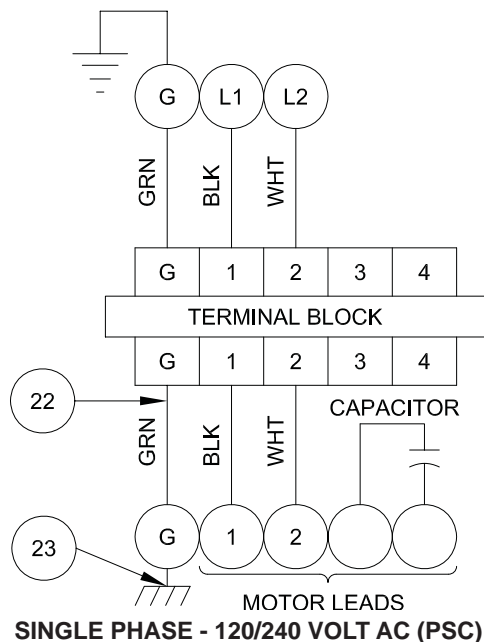 G L1 L2
GRN BLK WHT
G 1 2 3 4
TERMINAL BLOCK
G 1 2 3 4
22
CAPACITOR
GRN BLK WHT
G 1 2
23
MOTOR LEADS
SINGLE PHASE - 120/240 VOLT AC (PSC)